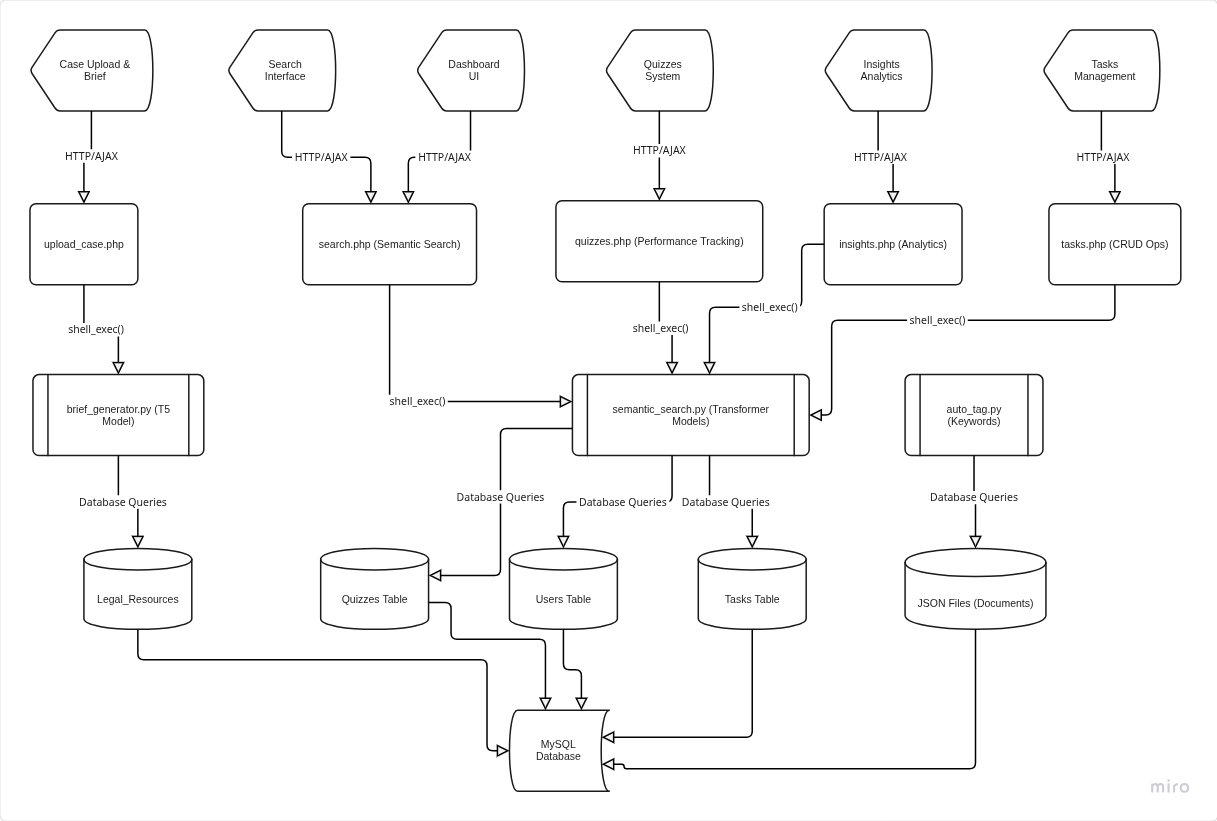 Case Upload &
Brief
Search
Interface
Dashboard
UI
Quizzes
System
Insights
Analytics
Tasks
Management
HTTP/AJAX
HTTP/AJAX
HTTP/AJAX
HTTP/AJAX
HTTP/AJAX
HTTP/AJAX
upload_case.php
search.php (Semantic Search)
quizzes.php (Performance Tracking)
insights.php (Analytics)
tasks.php (CRUD Ops)
shell_exec()
shell_exec()
shell_exec()
shell_exec()
shell_exec()
brief_generator.py (T5
Model)
semantic_search.py (Transformer
Models)
auto_tag.py
(Keywords)
Database Queries
Database Queries
Database Queries
Database Queries
Database Queries
Legal_Resources
Quizzes Table
Users Table
Tasks Table
JSON Files (Documents)
MySQL
Database
miro